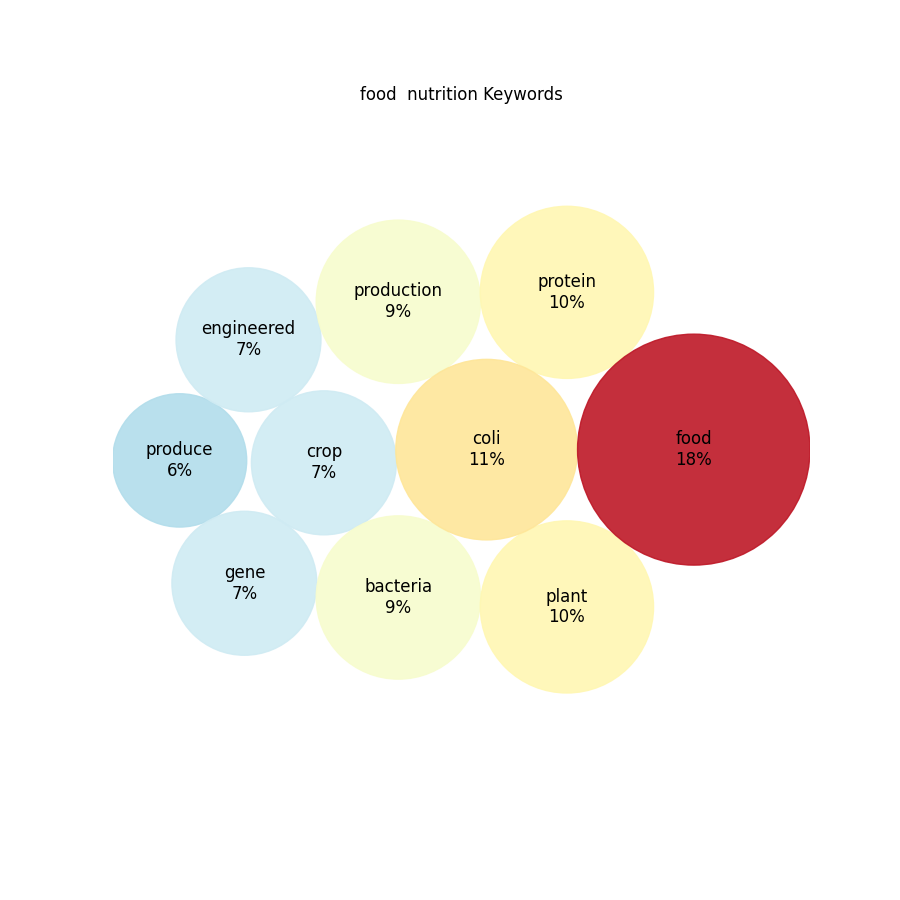 food  nutrition Keywords
protein
10%
production
9%
engineered
7%
coli
11%
food
18%
produce
6%
crop
7%
gene
7%
bacteria
9%
plant
10%